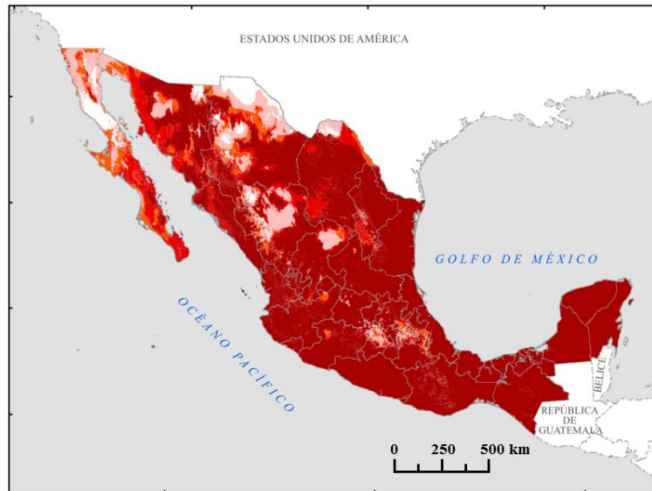 ESTADOS UNIDOS DE AMÉRICA
GOLFO DE MÉXICO
OCÉANO PACÍFICO
BELICE
REPÚBLICA
DE
GUATEMALA
0 250 500 km